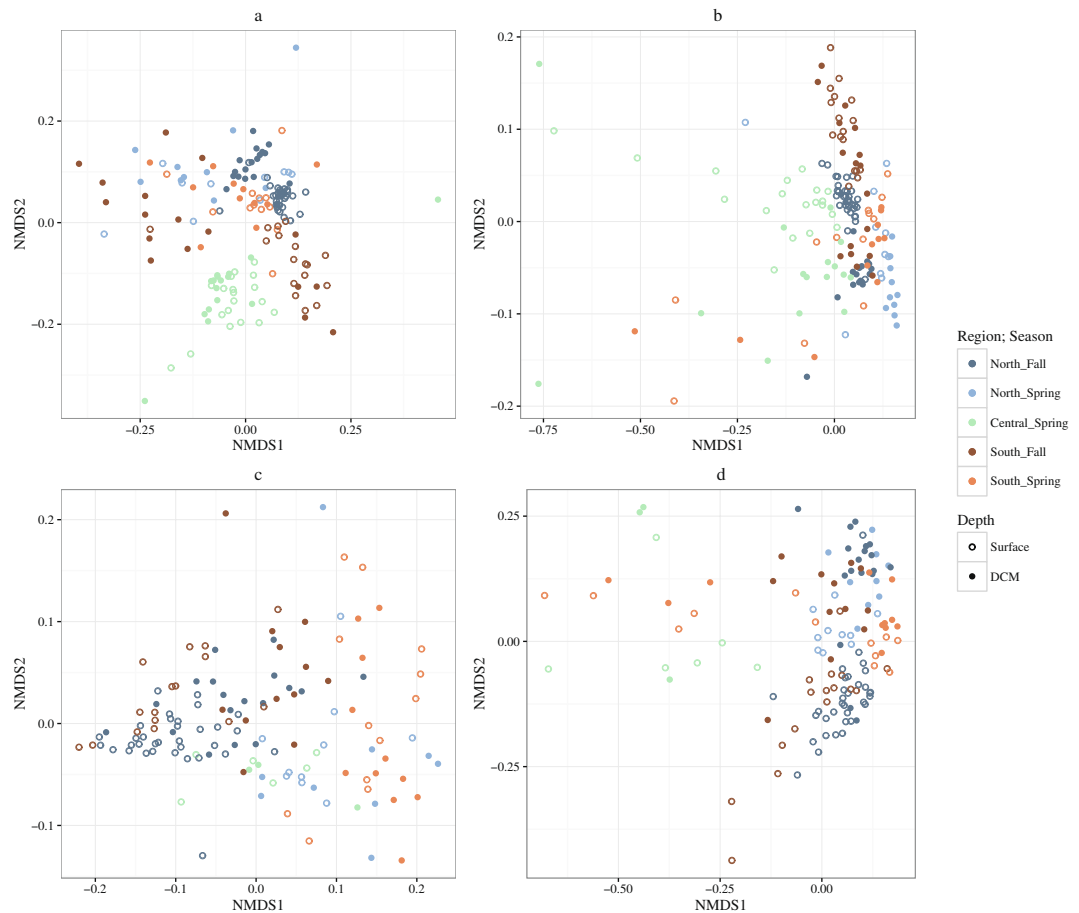 a
b
0.2
0.0
−0.2
NMDS2
−0.25
0.00
0.25
NMDS1
0.2
0.1
0.0
−0.1
−0.2
NMDS2
−0.75
−0.50
−0.25
0.00
NMDS1
c
d
0.2
0.1
0.0
−0.1
NMDS2
−0.2
−0.1
0.0
0.1
0.2
NMDS1
0.25
0.00
−0.25
NMDS2
−0.50
−0.25
0.00
NMDS1
Region; Season
North_Fall
North_Spring
Central_Spring
South_Fall
South_Spring
Depth
Surface
DCM